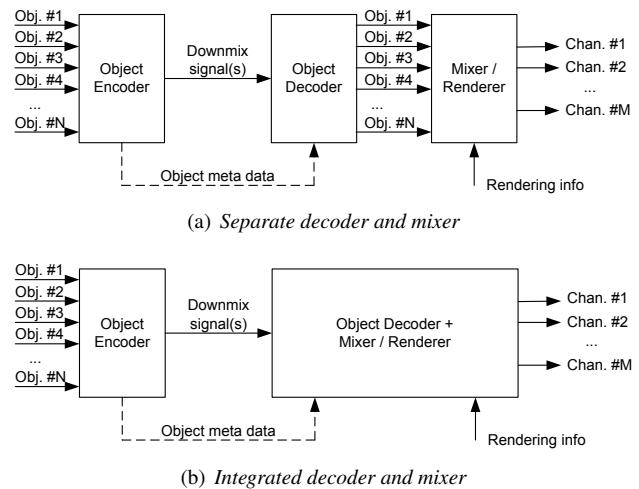 Obj. #1
Obj. #2
Obj. #3
Obj. #4
...
Obj. #N
Object
Encoder
Downmix
signal(s)
Object
Decoder
Obj. #1
Obj. #2
Obj. #3
Obj. #4
...
Obj. #N
Mixer /
Renderer
Chan. #1
Chan. #2
...
Chan. #M
Object meta data
Rendering info
(a) Separate decoder and mixer
Obj. #1
Obj. #2
Obj. #3
Obj. #4
...
Obj. #N
Object
Encoder
Downmix
signal(s)
Object Decoder +
Mixer / Renderer
Chan. #1
Chan. #2
...
Chan. #M
Object meta data
Rendering info
(b) Integrated decoder and mixer